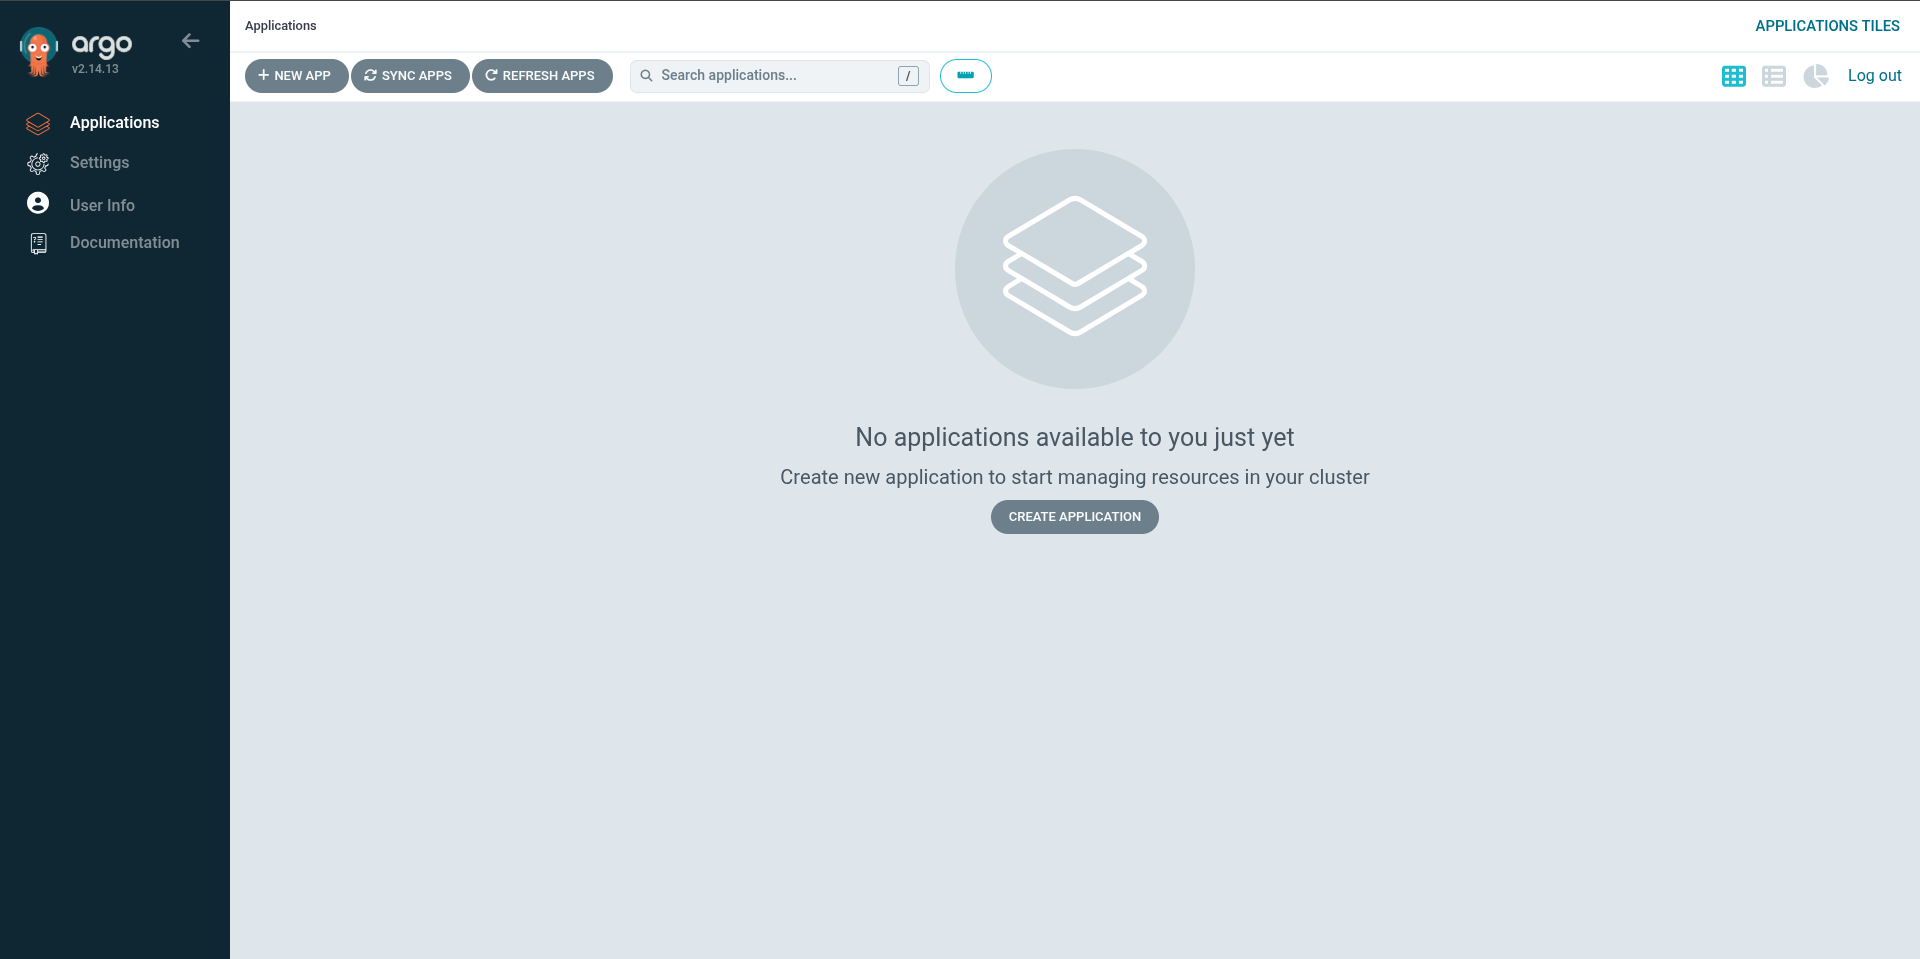 argo
v2.14.13
Applications
Settings
User Info
Documentation
Applications
APPLICATIONS TILES
+ NEW APP
SYNC APPS
REFRESH APPS
Search applications...
/
Log out
No applications available to you just yet
Create new application to start managing resources in your cluster
CREATE APPLICATION